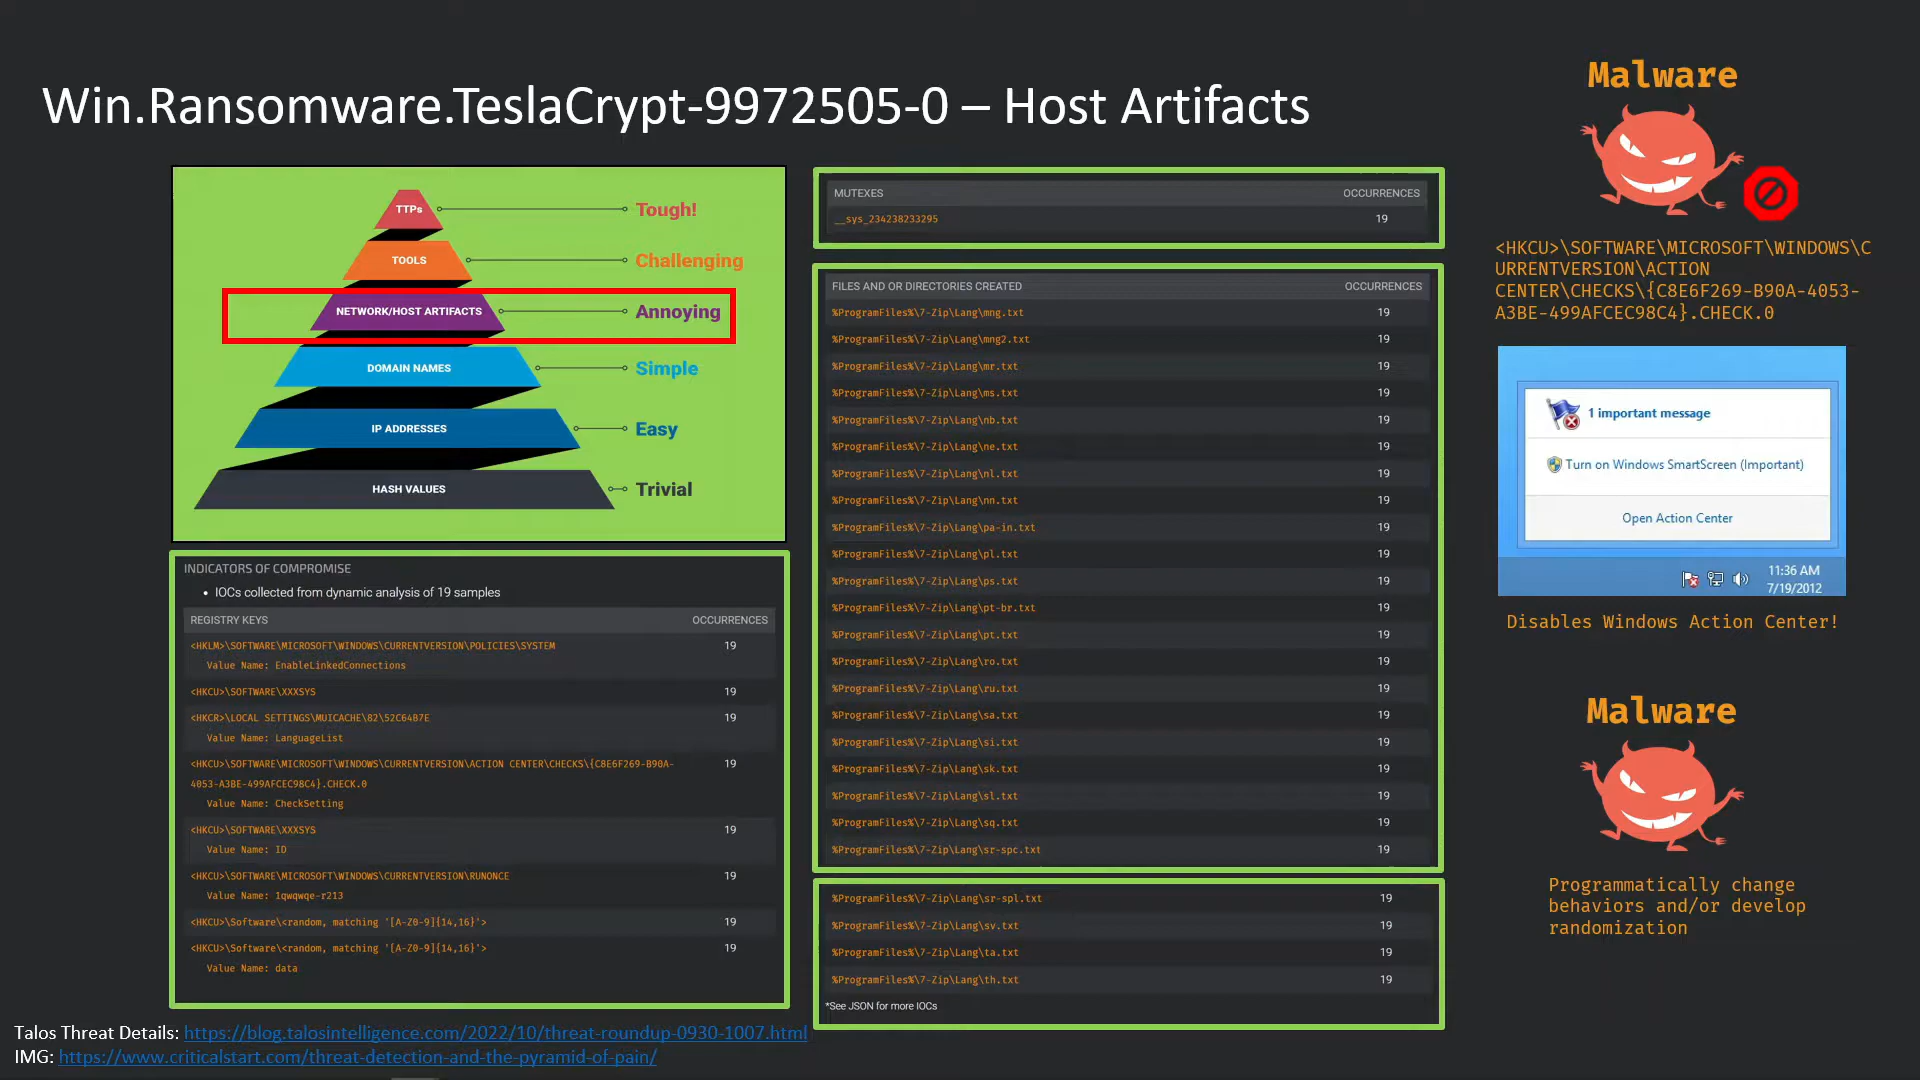 Win.Ransomware.TeslaCrypt-9972505-0 – Host Artifacts
TTPs
Tough!
TOOLS
Challenging
NETWORK/HOST ARTIFACTS
Annoying
DOMAIN NAMES
Simple
IP ADDRESSES
Easy
HASH VALUES
Trivial
INDICATORS OF COMPROMISE
• IOCs collected from dynamic analysis of 19 samples
REGISTRY KEYS OCCURRENCES
<HKLM>\SOFTWARE\MICROSOFT\WINDOWS\CURRENTVERSION\POLICIES\SYSTEM 19
Value Name: EnableLinkedConnections
<HKCU>\SOFTWARE\XXXSYS 19
<HKCR>\LOCAL SETTINGS\MUICACHE\82\52C64B7E 19
Value Name: LanguageList
<HKCU>\SOFTWARE\MICROSOFT\WINDOWS\CURRENTVERSION\ACTION CENTER\CHECKS\{C8E6F269-B90A- 19
4053-A3BE-499AFCEC98C4}.CHECK.0
Value Name: CheckSetting
<HKCU>\SOFTWARE\XXXSYS 19
Value Name: ID
<HKCU>\SOFTWARE\MICROSOFT\WINDOWS\CURRENTVERSION\RUNONCE 19
Value Name: 1qwqwqe-r213
<HKCU>\Software\<random, matching '[A-Z0-9]{14,16}'> 19
<HKCU>\Software\<random, matching '[A-Z0-9]{14,16}'> 19
Value Name: data
MUTEXES OCCURRENCES
__sys_234238233295 19
FILES AND OR DIRECTORIES CREATED OCCURRENCES
%ProgramFiles%\7-Zip\Lang\mng.txt 19
%ProgramFiles%\7-Zip\Lang\mng2.txt 19
%ProgramFiles%\7-Zip\Lang\mr.txt 19
%ProgramFiles%\7-Zip\Lang\ms.txt 19
%ProgramFiles%\7-Zip\Lang\nb.txt 19
%ProgramFiles%\7-Zip\Lang\ne.txt 19
%ProgramFiles%\7-Zip\Lang\nl.txt 19
%ProgramFiles%\7-Zip\Lang\nn.txt 19
%ProgramFiles%\7-Zip\Lang\pa-in.txt 19
%ProgramFiles%\7-Zip\Lang\pl.txt 19
%ProgramFiles%\7-Zip\Lang\ps.txt 19
%ProgramFiles%\7-Zip\Lang\pt-br.txt 19
%ProgramFiles%\7-Zip\Lang\pt.txt 19
%ProgramFiles%\7-Zip\Lang\ro.txt 19
%ProgramFiles%\7-Zip\Lang\ru.txt 19
%ProgramFiles%\7-Zip\Lang\sa.txt 19
%ProgramFiles%\7-Zip\Lang\si.txt 19
%ProgramFiles%\7-Zip\Lang\sk.txt 19
%ProgramFiles%\7-Zip\Lang\sl.txt 19
%ProgramFiles%\7-Zip\Lang\sq.txt 19
%ProgramFiles%\7-Zip\Lang\sr-spc.txt 19
%ProgramFiles%\7-Zip\Lang\sr-spl.txt 19
%ProgramFiles%\7-Zip\Lang\sv.txt 19
%ProgramFiles%\7-Zip\Lang\ta.txt 19
%ProgramFiles%\7-Zip\Lang\th.txt 19
*See JSON for more IOCs
Malware
<HKCU>\SOFTWARE\MICROSOFT\WINDOWS\C
URRENTVERSION\ACTION
CENTER\CHECKS\{C8E6F269-B90A-4053-
A3BE-499AFCEC98C4}.CHECK.0
1 important message
Turn on Windows SmartScreen (Important)
Open Action Center
11:36 AM
7/19/2012
Disables Windows Action Center!
Malware
Programmatically change
behaviors and/or develop
randomization
Talos Threat Details: https://blog.talosintelligence.com/2022/10/threat-roundup-0930-1007.html
IMG: https://www.criticalstart.com/threat-detection-and-the-pyramid-of-pain/